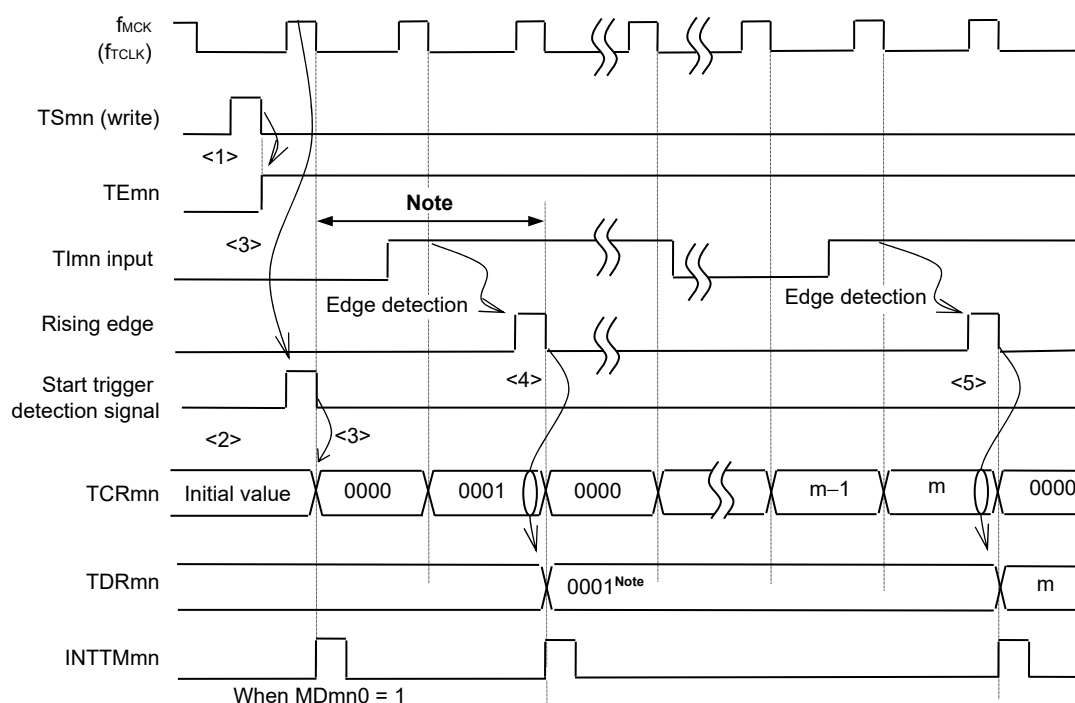 fMCK
(fTCLK)
TSmn (write)
<1>
TEmn
Note
<3>
TImn input
Edge detection
Edge detection
Rising edge
<4>
<5>
Start trigger
detection signal
<2>
<3>
TCRmn
Initial value
0000
0001
0000
m−1
m
0000
TDRmn
0001Note
m
INTTMmn
When MDmn0 = 1